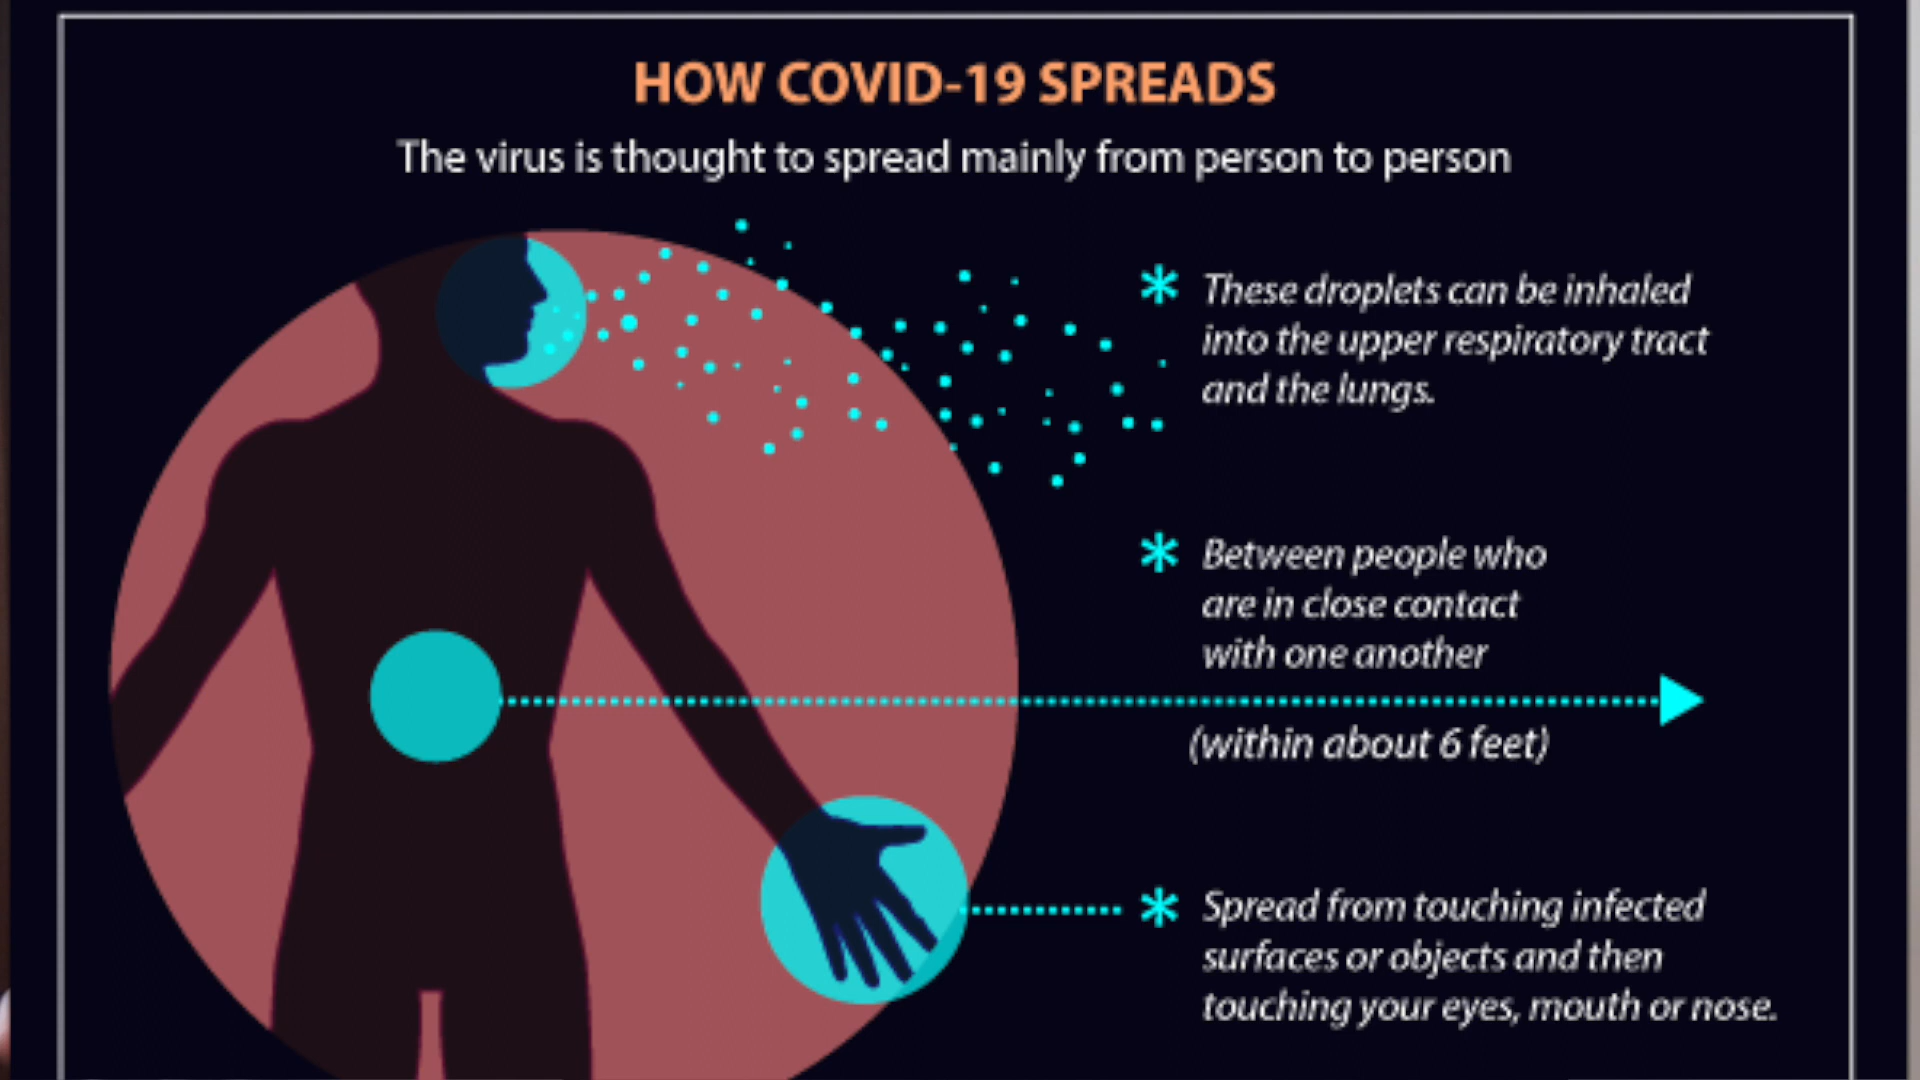 HOW COVID-19 SPREADS
The virus is thought to spread mainly from person to person
* These droplets can be inhaled
into the upper respiratory tract
and the lungs.
* Between people who
are in close contact
with one another
(within about 6 feet)
* Spread from touching infected
surfaces or objects and then
touching your eyes, mouth or nose.